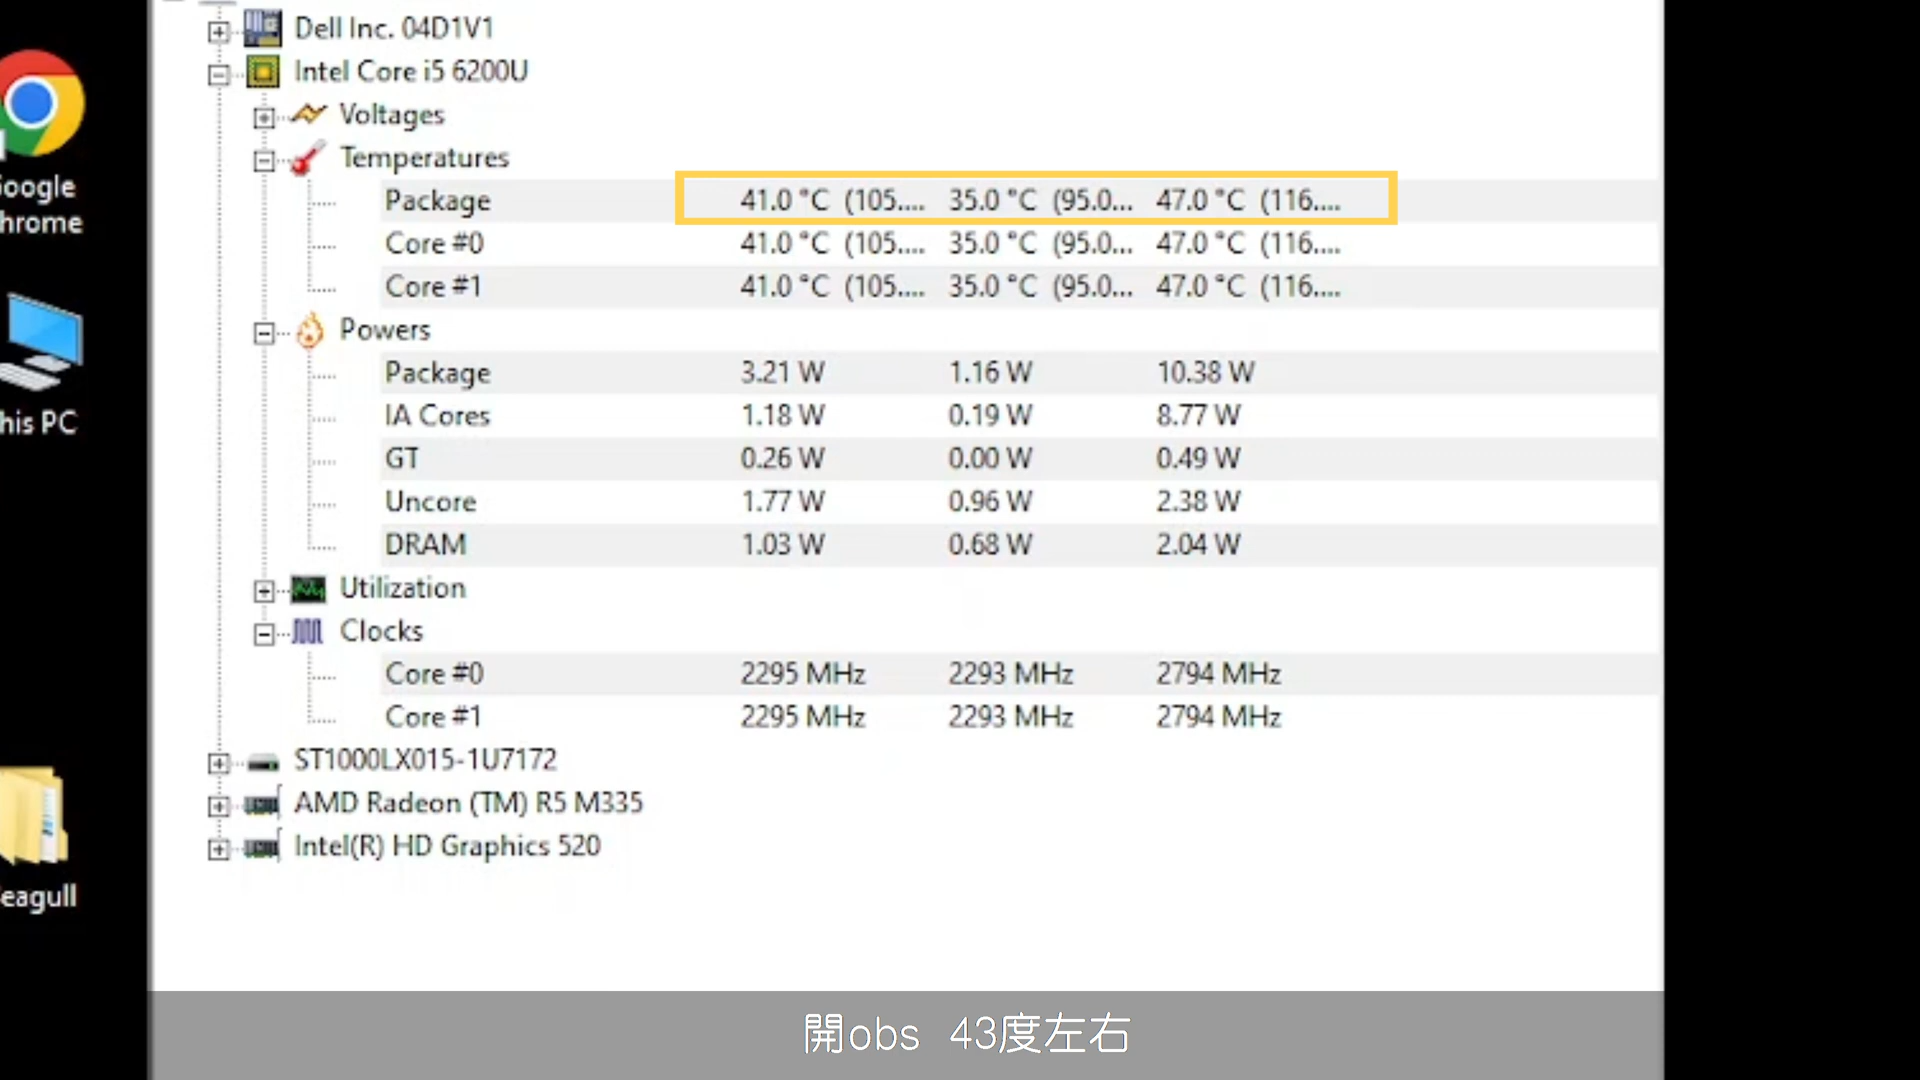 Dell Inc. 04D1V1
Intel Core i5 6200U
Voltages
Temperatures
Package 41.0 °C (105.... 35.0 °C (95.0... 47.0 °C (116....
Core #0 41.0 °C (105.... 35.0 °C (95.0... 47.0 °C (116....
Core #1 41.0 °C (105.... 35.0 °C (95.0... 47.0 °C (116....
Powers
Package 3.21 W 1.16 W 10.38 W
IA Cores 1.18 W 0.19 W 8.77 W
GT 0.26 W 0.00 W 0.49 W
Uncore 1.77 W 0.96 W 2.38 W
DRAM 1.03 W 0.68 W 2.04 W
Utilization
Clocks
Core #0 2295 MHz 2293 MHz 2794 MHz
Core #1 2295 MHz 2293 MHz 2794 MHz
ST1000LX015-1U7172
AMD Radeon (TM) R5 M335
Intel(R) HD Graphics 520
oogle
hrome
his PC
eagull
開obs 43度左右